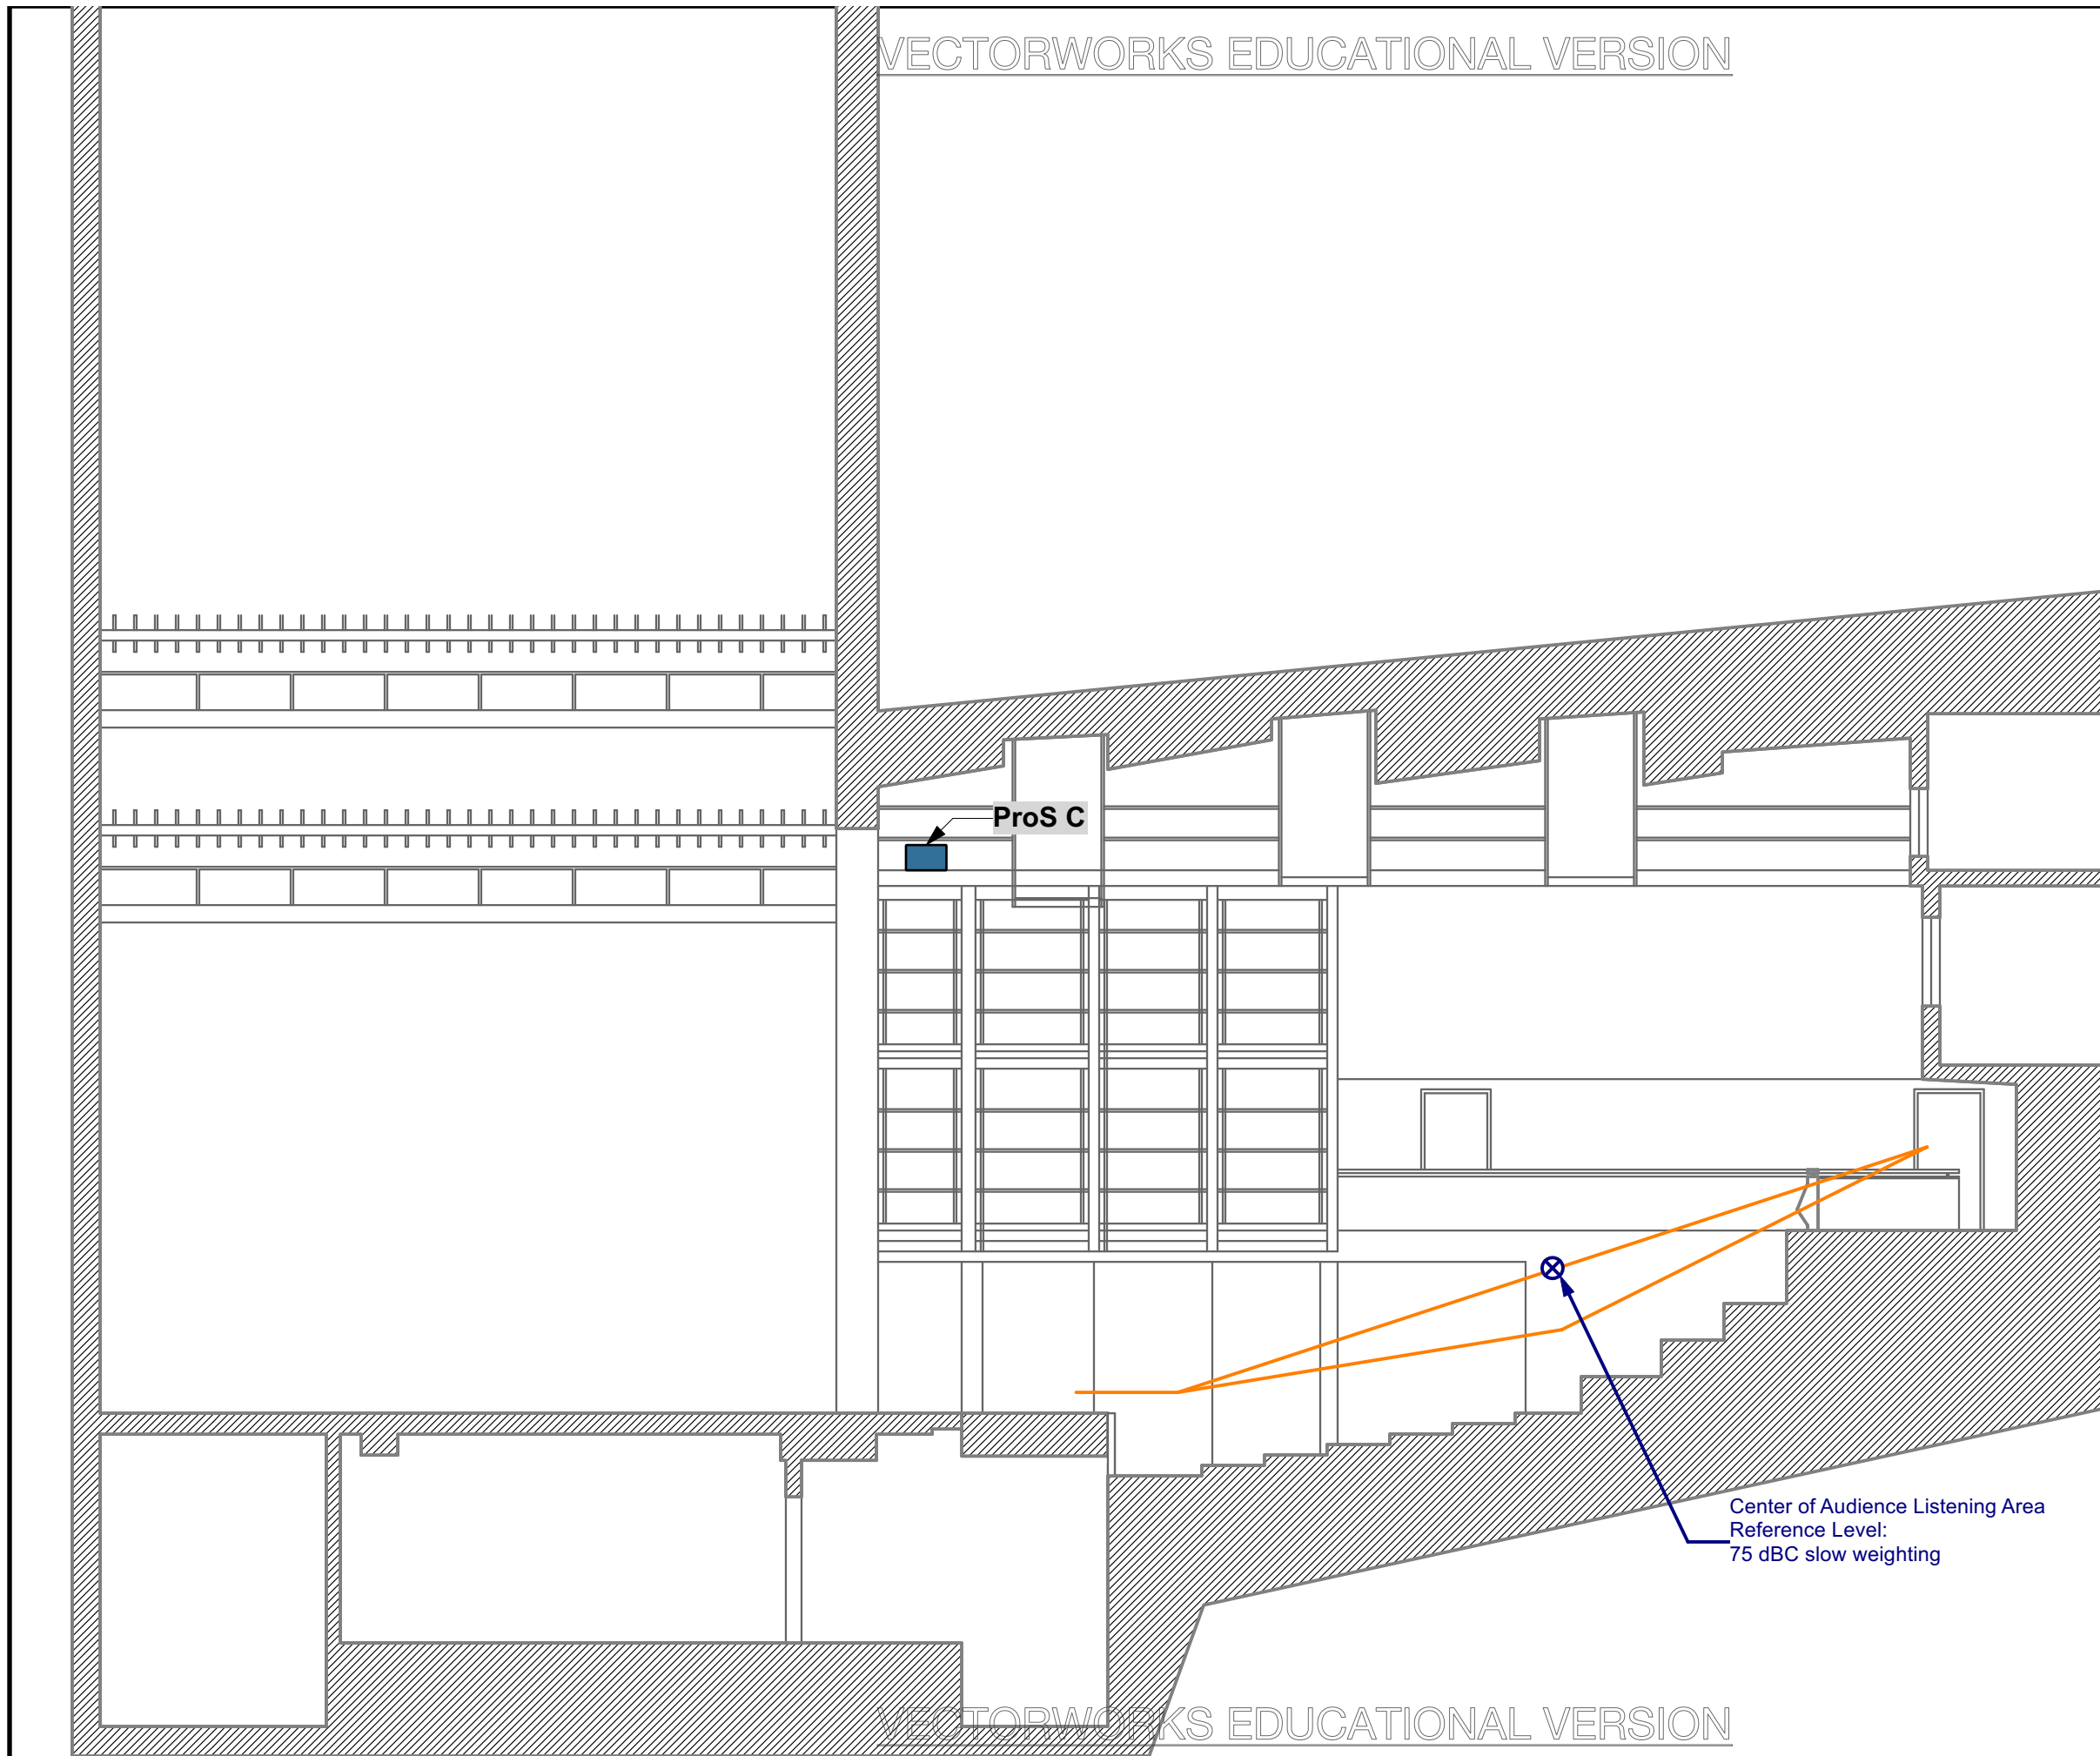 VECTORWORKS EDUCATIONAL VERSION
ProS C
Center of Audience Listening Area
Reference Level:
75 dBC slow weighting
VECTORWORKS EDUCATIONAL VERSION